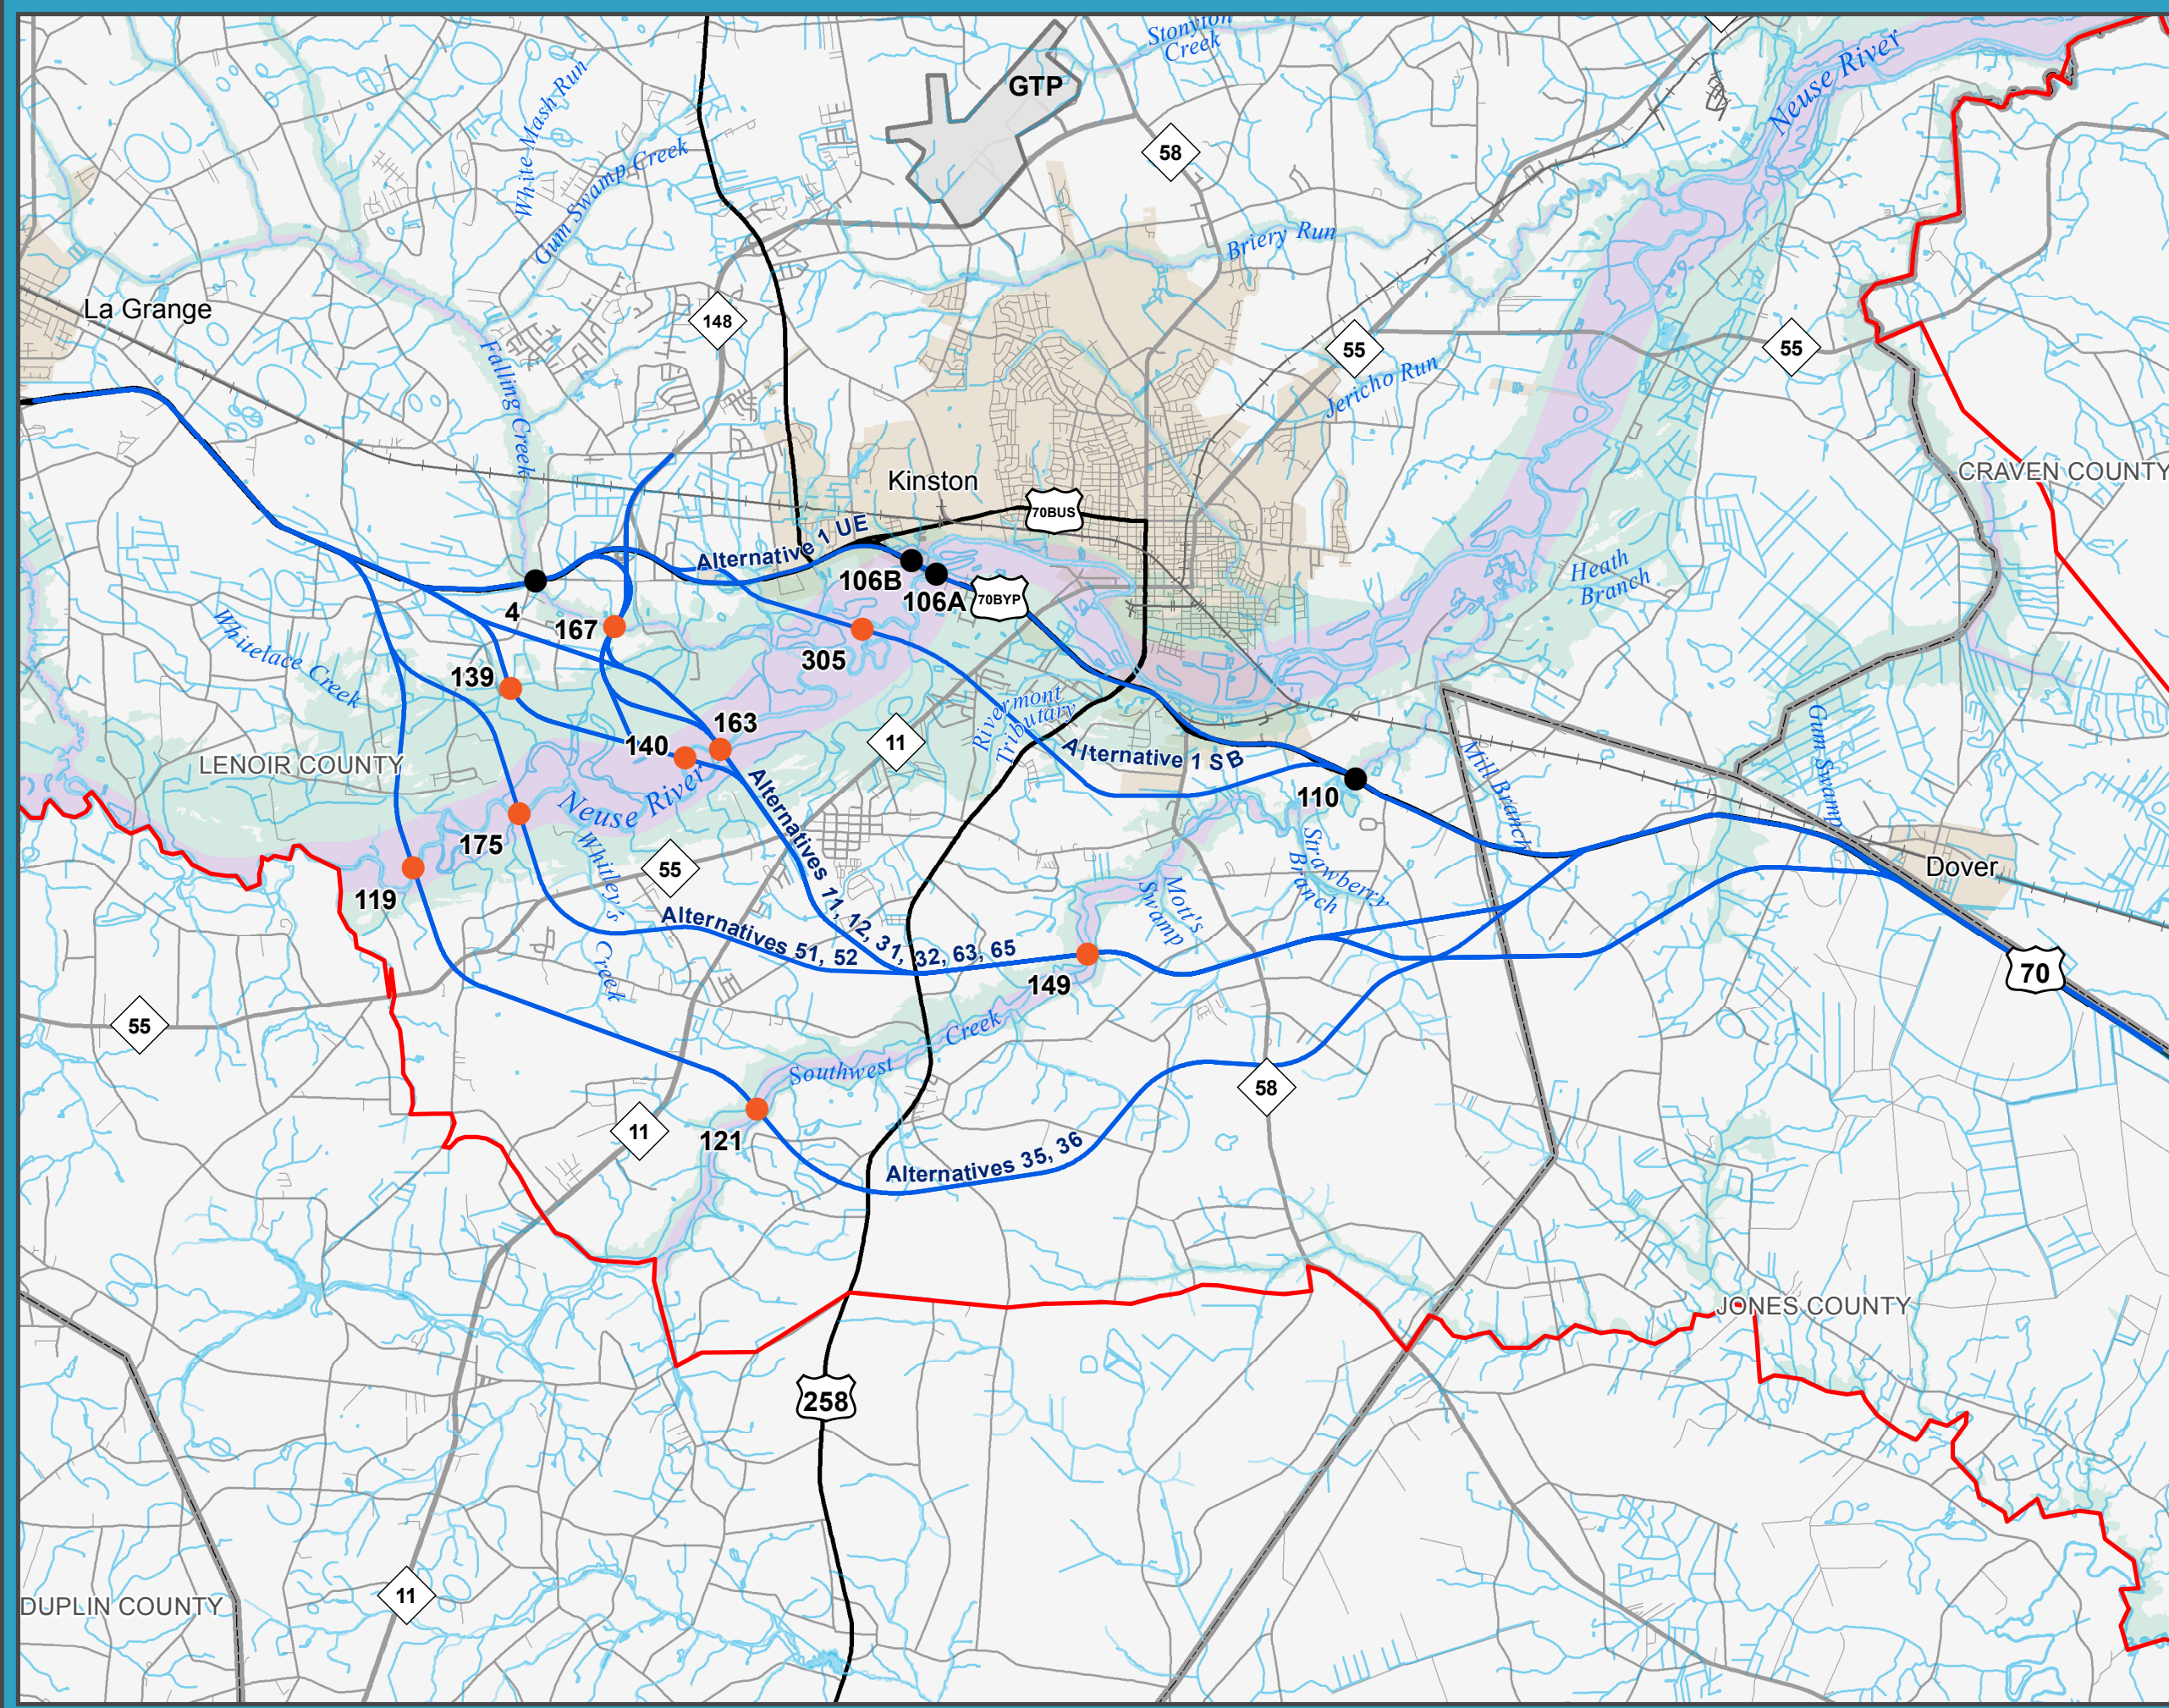 Stonyton
Creek
Neuse River
White Mash Run
GTP
Gum Swamp Creek
58
Briery Run
La Grange
148
55
55
Falling Creek
Jericho Run
CRAVEN COUNTY
Kinston
70BUS
Alternative 1 UE
106B
106A
70BYP
4
167
Heath
Branch
Whitelace Creek
305
139
163
140
11
Rivermont
Tributary
Alternative 1 SB
Gum Swamp
LENOIR COUNTY
Mill Branch
110
Neuse River
175
Alternatives 11, 12, 31, 32, 63, 65
Whitley's
Creek
55
119
Strawberry
Branch
Mott's
Swamp
Dover
Alternatives 51, 52
149
70
55
Southwest
Creek
58
121
11
Alternatives 35, 36
JONES COUNTY
258
11
DUPLIN COUNTY